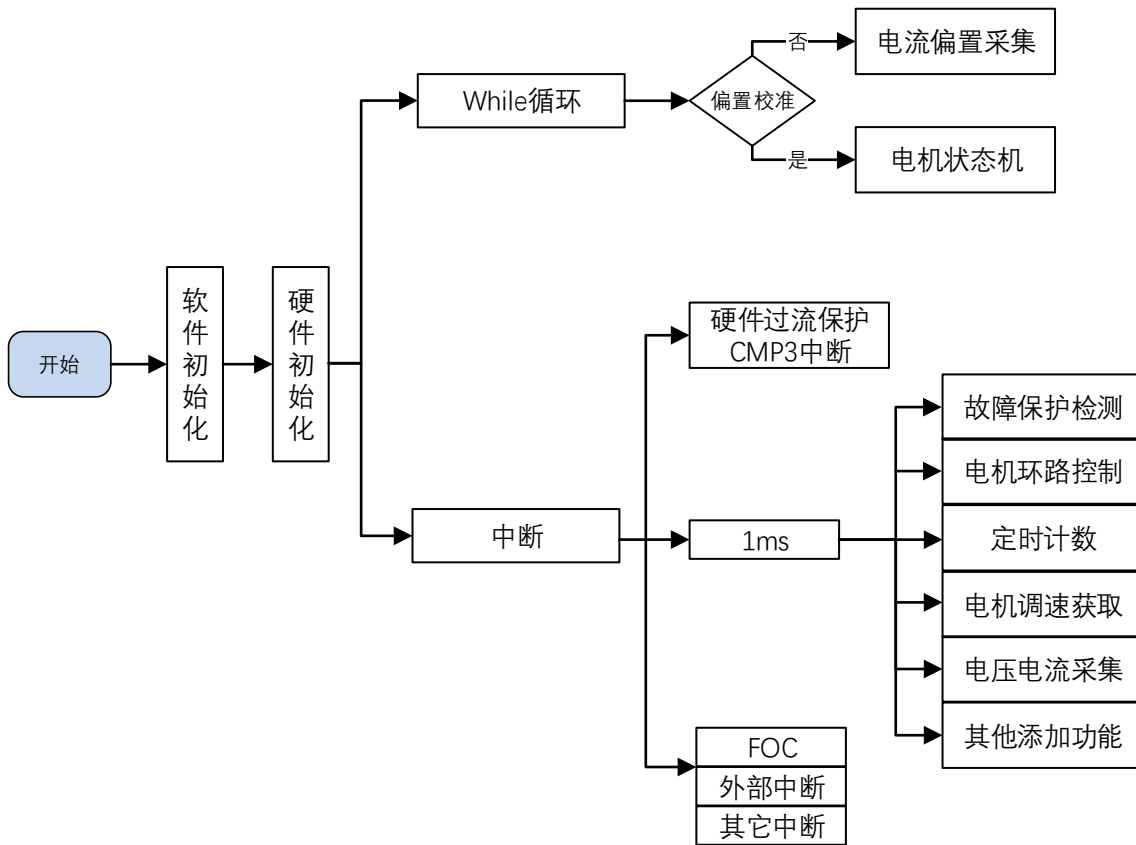 开始
软
件
初
始
化
硬
件
初
始
化
While循环
偏置校准
否
电流偏置采集
是
电机状态机
中断
硬件过流保护
CMP3中断
1ms
故障保护检测
电机环路控制
定时计数
电机调速获取
电压电流采集
其他添加功能
FOC
外部中断
其它中断